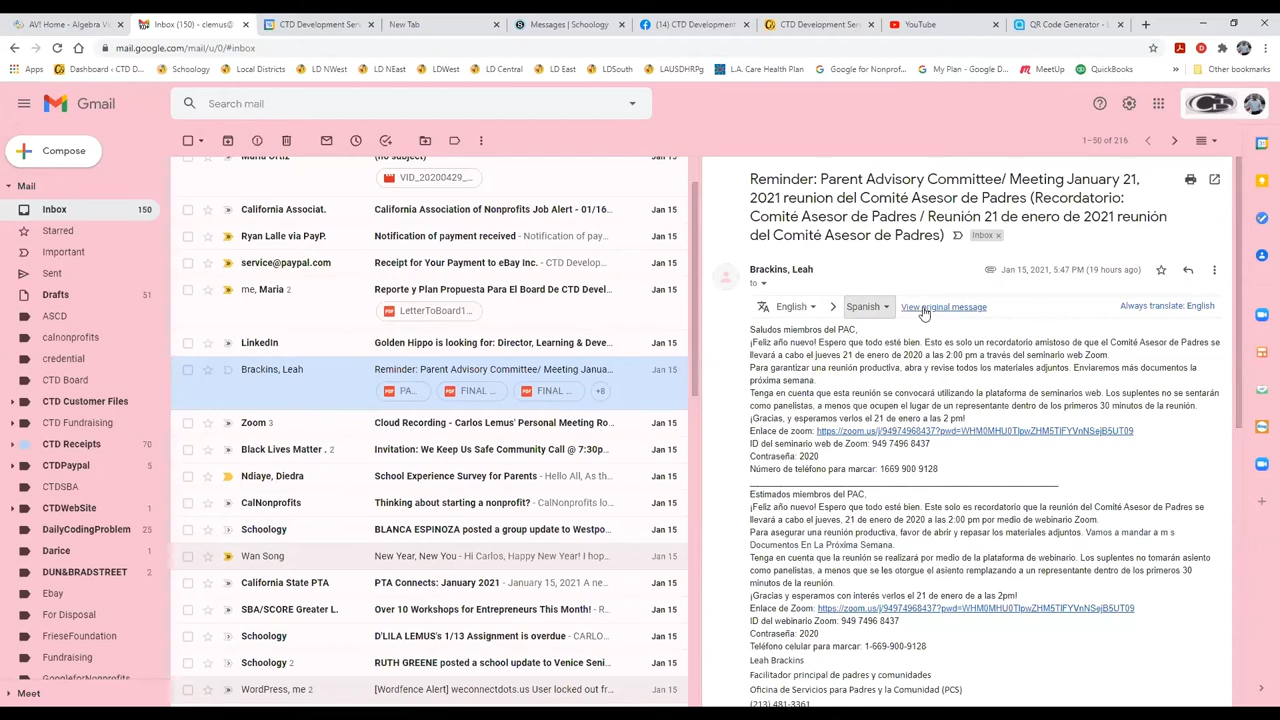 AVI Home - Algebra V
Inbox (150) - clemus@
CTD Development Ser
New Tab
Messages | Schoology
(14) CTD Development
CTD Development Ser
YouTube
QR Code Generator -
mail.google.com/mail/u/0/#inbox
Apps
Dashboard ‹ CTD D...
Schoology
Local Districts
LD NWest
LD NEast
LDWest
LD Central
LD East
LDSouth
LAUSDHRPg
L.A. Care Health Plan
Google for Nonprof...
My Plan - Google D...
MeetUp
QuickBooks
»
Other bookmarks
Gmail
Search mail
Compose
1–50 of 216
Mail
Inbox 150
Starred
Important
Sent
Drafts 51
ASCD
calnonprofits
credential
CTD Board
CTD Customer Files
CTD Fundraising
CTD Receipts 70
CTDPaypal 5
CTDSBA
CTDWebSite
DailyCodingProblem 25
Darice 1
DUN&BRADSTREET 2
Ebay
For Disposal
FrieseFoundation
Fundraising
GoogleforNonprofits
Meet
Maria Ortiz (no subject) Jan 15
VID_20200429_...
California Associat. California Association of Nonprofits Job Alert - 01/16... Jan 15
Ryan Lalle via PayP. Notification of payment received - Notification of pay... Jan 15
service@paypal.com Receipt for Your Payment to eBay Inc. - CTD Develop... Jan 15
me, Maria 2 Reporte y Plan Propuesta Para El Board De CTD Devel... Jan 15
LetterToBoard1...
LinkedIn Golden Hippo is looking for: Director, Learning & Deve... Jan 15
Brackins, Leah Reminder: Parent Advisory Committee/ Meeting Janua... Jan 15
PA... FINAL ... FINAL ... +8
Zoom 3 Cloud Recording - Carlos Lemus' Personal Meeting Ro... Jan 15
Black Lives Matter . 2 Invitation: We Keep Us Safe Community Call @ 7:30p... Jan 15
Ndiaye, Diedra School Experience Survey for Parents - Hello All, As th... Jan 15
CalNonprofits Thinking about starting a nonprofit? - CalNonprofits lo... Jan 15
Schoology BLANCA ESPINOZA posted a group update to Westpo... Jan 15
Wan Song New Year, New You - Hi Carlos, Happy New Year! I hop... Jan 15
California State PTA PTA Connects: January 2021 - January 15, 2021 A ne... Jan 15
SBA/SCORE Greater L. Over 10 Workshops for Entrepreneurs This Month! - ... Jan 15
Schoology D'LILA LEMUS's 1/13 Assignment is overdue - CARLO... Jan 15
Schoology 2 RUTH GREENE posted a school update to Venice Seni... Jan 15
WordPress, me 2 [Wordfence Alert] weconnectdots.us User locked out fr... Jan 15
Reminder: Parent Advisory Committee/ Meeting January 21,
2021 reunion del Comité Asesor de Padres (Recordatorio:
Comité Asesor de Padres / Reunión 21 de enero de 2021 reunión
del Comité Asesor de Padres)
Inbox ×
Brackins, Leah
Jan 15, 2021, 5:47 PM (19 hours ago)
to
English
Spanish
View original message
Always translate: English
Saludos miembros del PAC,
¡Feliz año nuevo! Espero que todo esté bien. Esto es solo un recordatorio amistoso de que el Comité Asesor de Padres se
llevará a cabo el jueves 21 de enero de 2020 a las 2:00 pm a través del seminario web Zoom.
Para garantizar una reunión productiva, abra y revise todos los materiales adjuntos. Enviaremos más documentos la
próxima semana.
Tenga en cuenta que esta reunión se convocará utilizando la plataforma de seminarios web. Los suplentes no se sentarán
como panelistas, a menos que ocupen el lugar de un representante dentro de los primeros 30 minutos de la reunión.
¡Gracias, y esperamos verlos el 21 de enero a las 2 pm!
Enlace de zoom: https://zoom.us/j/94974968437?pwd=WHM0MHU0TlpwZHM5TlFYVnNSejB5UT09
ID del seminario web de Zoom: 949 7496 8437
Contraseña: 2020
Número de teléfono para marcar: 1669 900 9128
Estimados miembros del PAC,
¡Feliz año nuevo! Espero que todo esté bien. Este solo es recordatorio que la reunión del Comité Asesor de Padres se
llevará a cabo el jueves, 21 de enero de 2020 a las 2:00 pm por medio de webinario Zoom.
Para asegurar una reunión productiva, favor de abrir y repasar los materiales adjuntos. Vamos a mandar a m s
Documentos En La Próxima Semana.
Tenga en cuenta que la reunión se realizará por medio de la plataforma de webinario. Los suplentes no tomarán asiento
como panelistas, a menos que se les otorgue el asiento remplazando a un representante dentro de los primeros 30
minutos de la reunión.
¡Gracias y esperamos con interés verlos el 21 de enero de a las 2pm!
Enlace de Zoom: https://zoom.us/j/94974968437?pwd=WHM0MHU0TlpwZHM5TlFYVnNSejB5UT09
ID del webinario Zoom: 949 7496 8437
Contraseña: 2020
Teléfono celular para marcar: 1-669-900-9128
Leah Brackins
Facilitador principal de padres y comunidades
Oficina de Servicios para Padres y la Comunidad (PCS)
(213) 481-3361